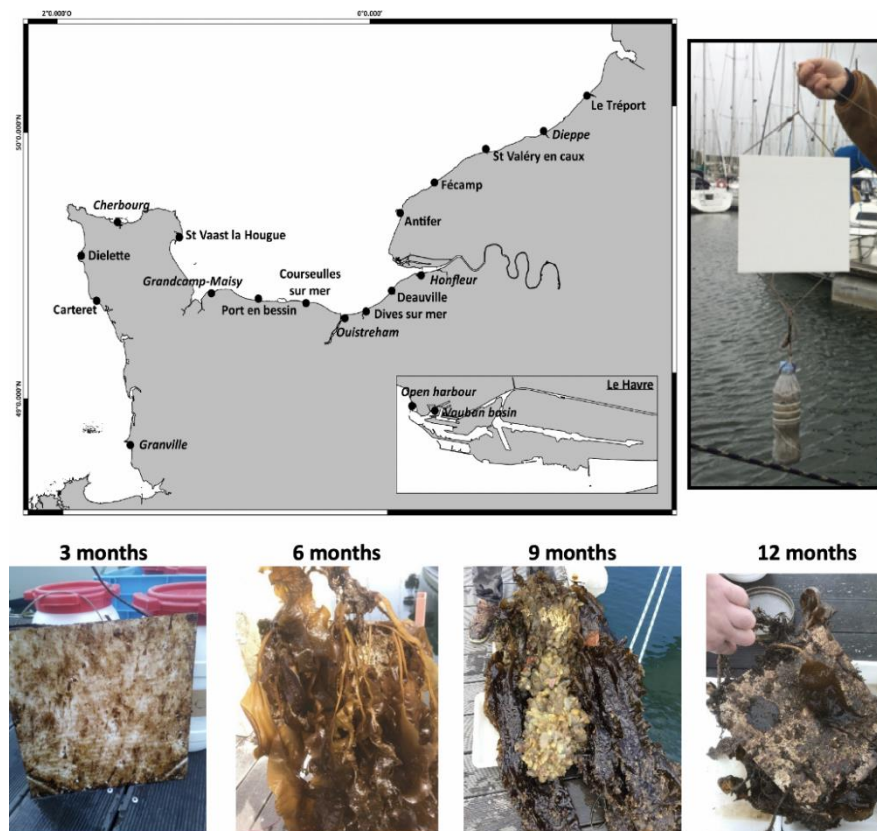 2°0.000'O
0°0.000'
50°0.000'N
49°0.000'N
Le Tréport
Dieppe
St Valéry en caux
Fécamp
Antifer
Cherbourg
St Vaast la Hougue
Dielette
Carteret
Grandcamp-Maisy
Port en bessin
Courseulles
sur mer
Ouistreham
Honfleur
Deauville
Dives sur mer
Granville
Le Havre
Open harbour
Vauban basin
3 months
6 months
9 months
12 months